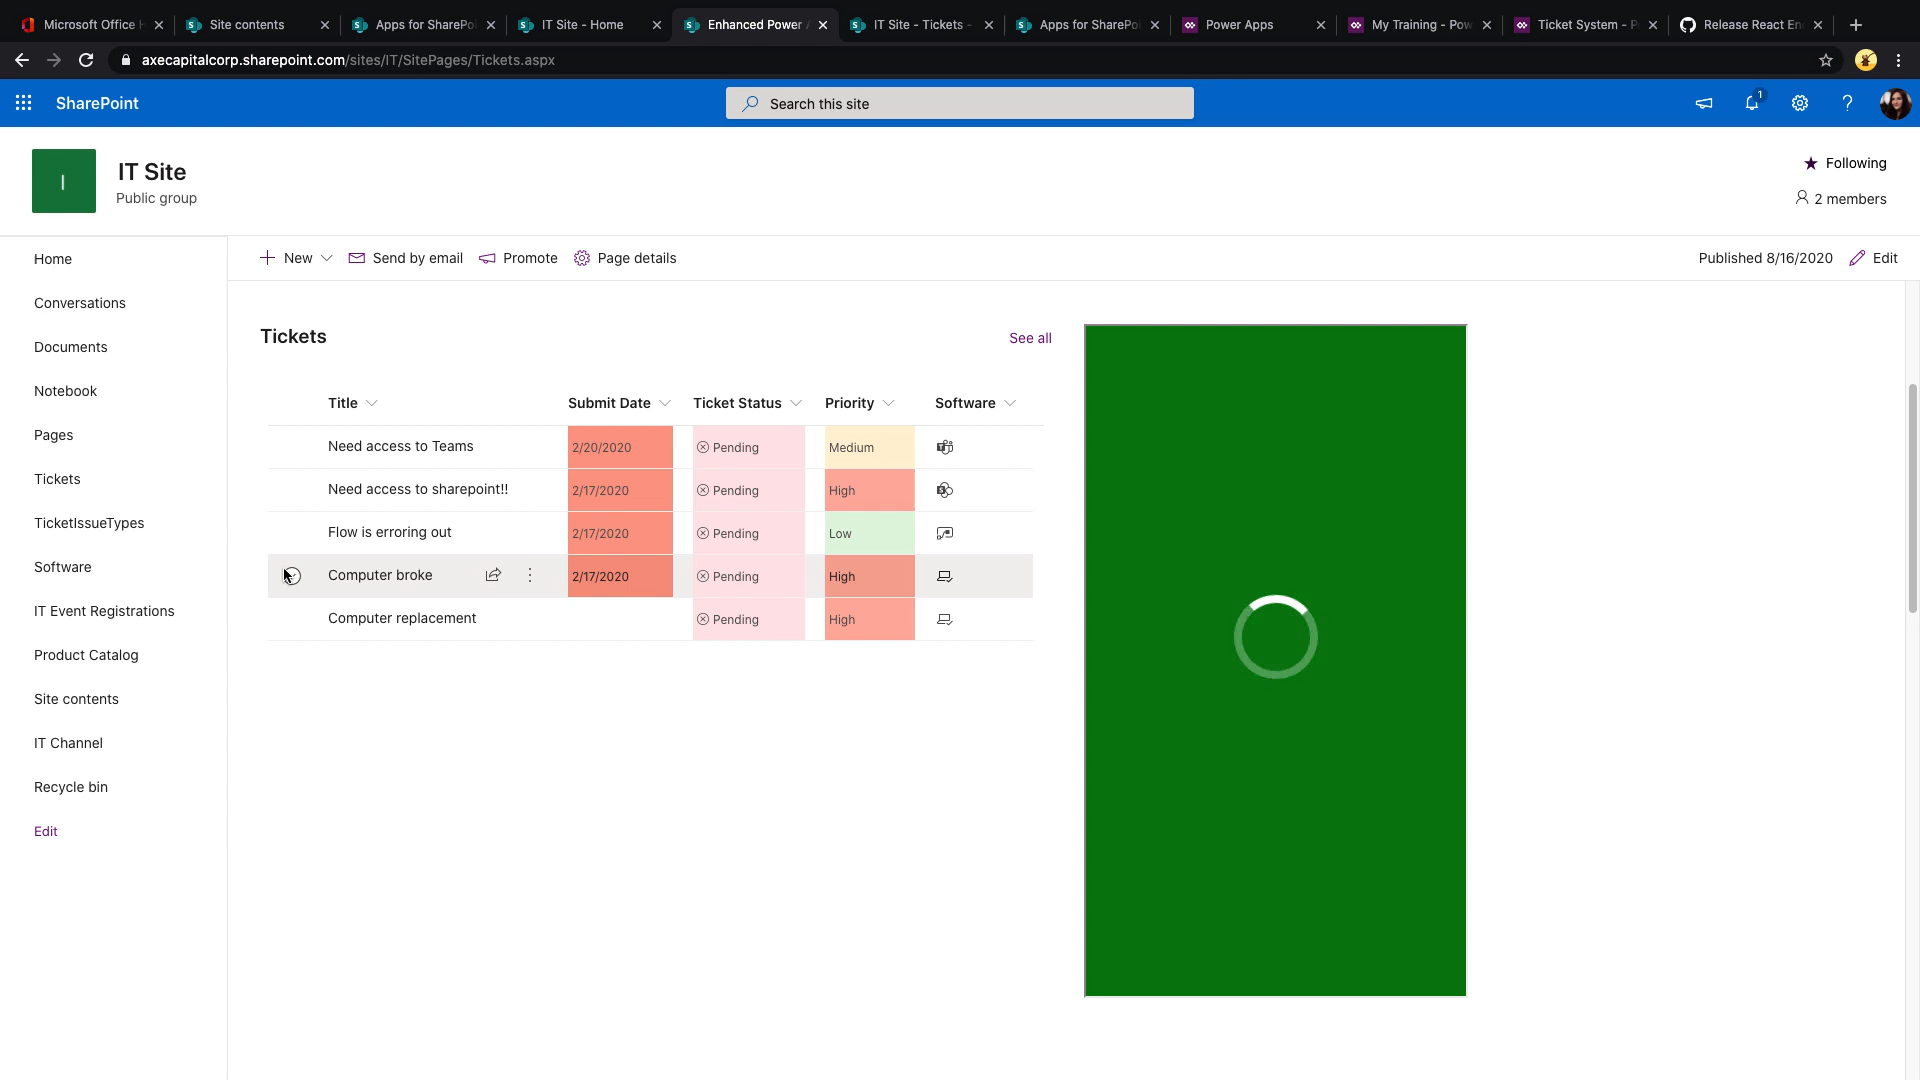 Microsoft Office H
Site contents
Apps for SharePoi
IT Site - Home
Enhanced Power A
IT Site - Tickets -
Apps for SharePoi
Power Apps
My Training - Pow
Ticket System - P
Release React En
axecapitalcorp.sharepoint.com/sites/IT/SitePages/Tickets.aspx
SharePoint
Search this site
1
I
IT Site
Public group
Following
2 members
Home
Conversations
Documents
Notebook
Pages
Tickets
TicketIssueTypes
Software
IT Event Registrations
Product Catalog
Site contents
IT Channel
Recycle bin
Edit
New
Send by email
Promote
Page details
Published 8/16/2020
Edit
Tickets
See all
Title Submit Date Ticket Status Priority Software
Need access to Teams 2/20/2020 Pending Medium
Need access to sharepoint!! 2/17/2020 Pending High
Flow is erroring out 2/17/2020 Pending Low
Computer broke 2/17/2020 Pending High
Computer replacement Pending High